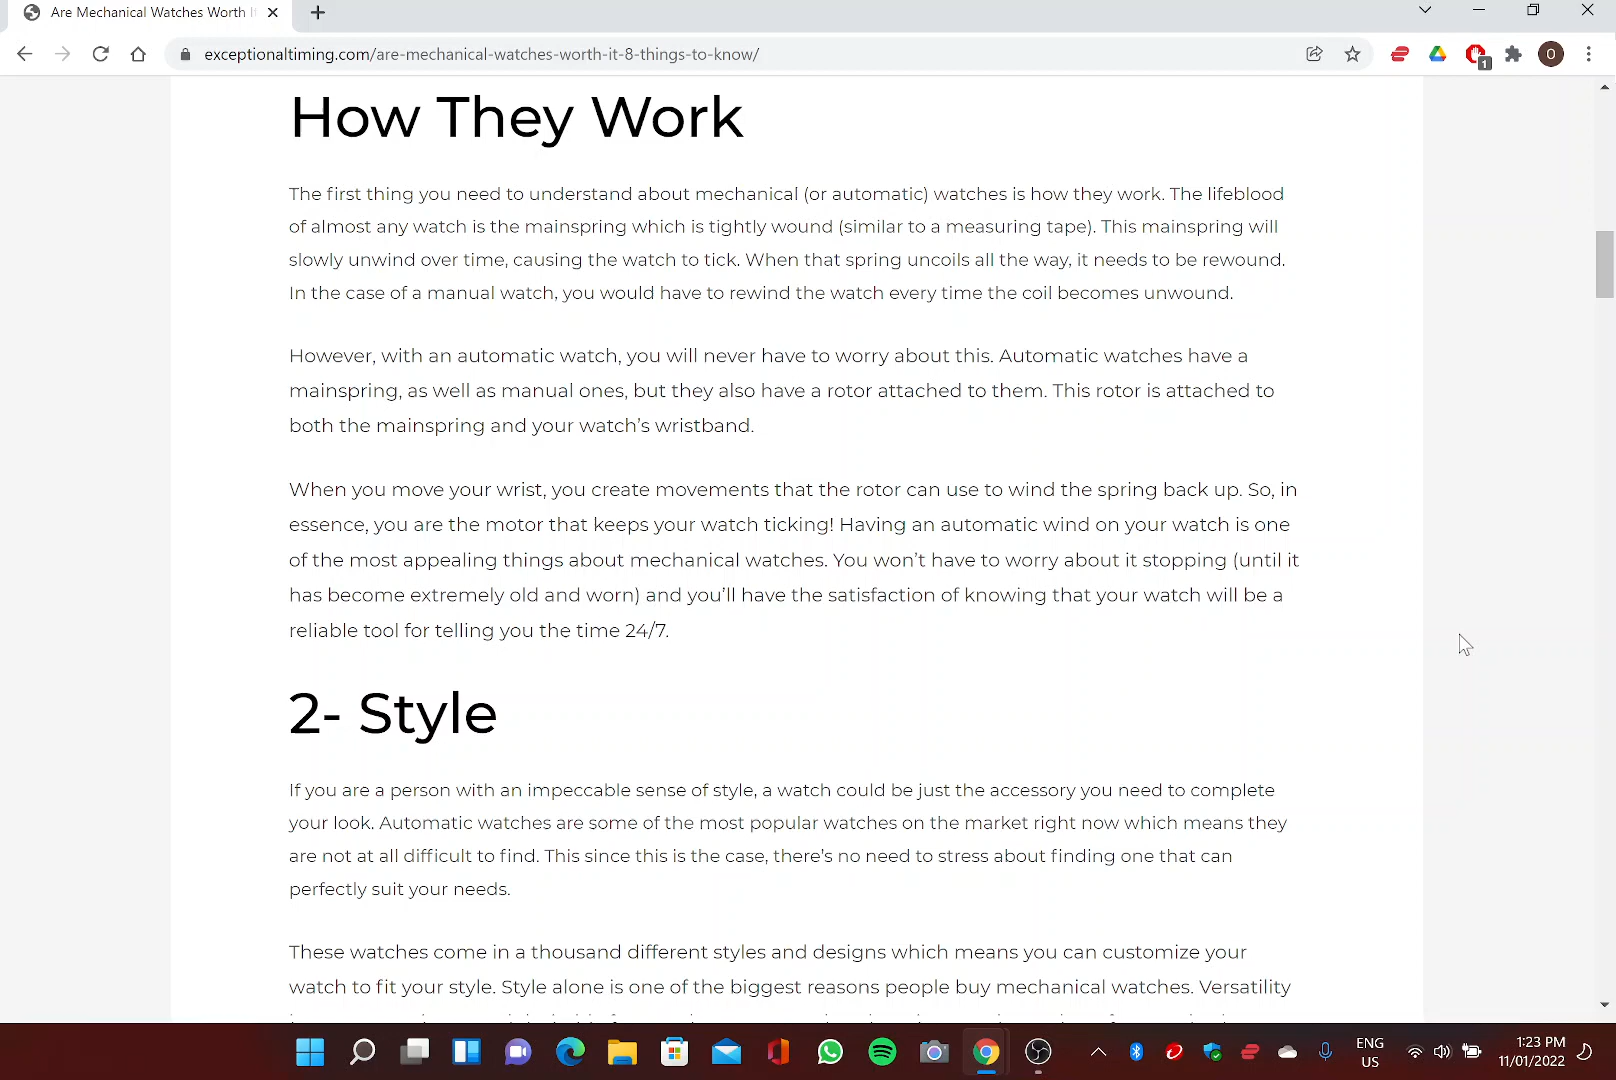 Are Mechanical Watches Worth I
exceptionaltiming.com/are-mechanical-watches-worth-it-8-things-to-know/
1
O
How They Work
The first thing you need to understand about mechanical (or automatic) watches is how they work. The lifeblood
of almost any watch is the mainspring which is tightly wound (similar to a measuring tape). This mainspring will
slowly unwind over time, causing the watch to tick. When that spring uncoils all the way, it needs to be rewound.
In the case of a manual watch, you would have to rewind the watch every time the coil becomes unwound.
However, with an automatic watch, you will never have to worry about this. Automatic watches have a
mainspring, as well as manual ones, but they also have a rotor attached to them. This rotor is attached to
both the mainspring and your watch's wristband.
When you move your wrist, you create movements that the rotor can use to wind the spring back up. So, in
essence, you are the motor that keeps your watch ticking! Having an automatic wind on your watch is one
of the most appealing things about mechanical watches. You won't have to worry about it stopping (until it
has become extremely old and worn) and you'll have the satisfaction of knowing that your watch will be a
reliable tool for telling you the time 24/7.
2- Style
If you are a person with an impeccable sense of style, a watch could be just the accessory you need to complete
your look. Automatic watches are some of the most popular watches on the market right now which means they
are not at all difficult to find. This since this is the case, there's no need to stress about finding one that can
perfectly suit your needs.
These watches come in a thousand different styles and designs which means you can customize your
watch to fit your style. Style alone is one of the biggest reasons people buy mechanical watches. Versatility
ENG
US
1:23 PM
11/01/2022